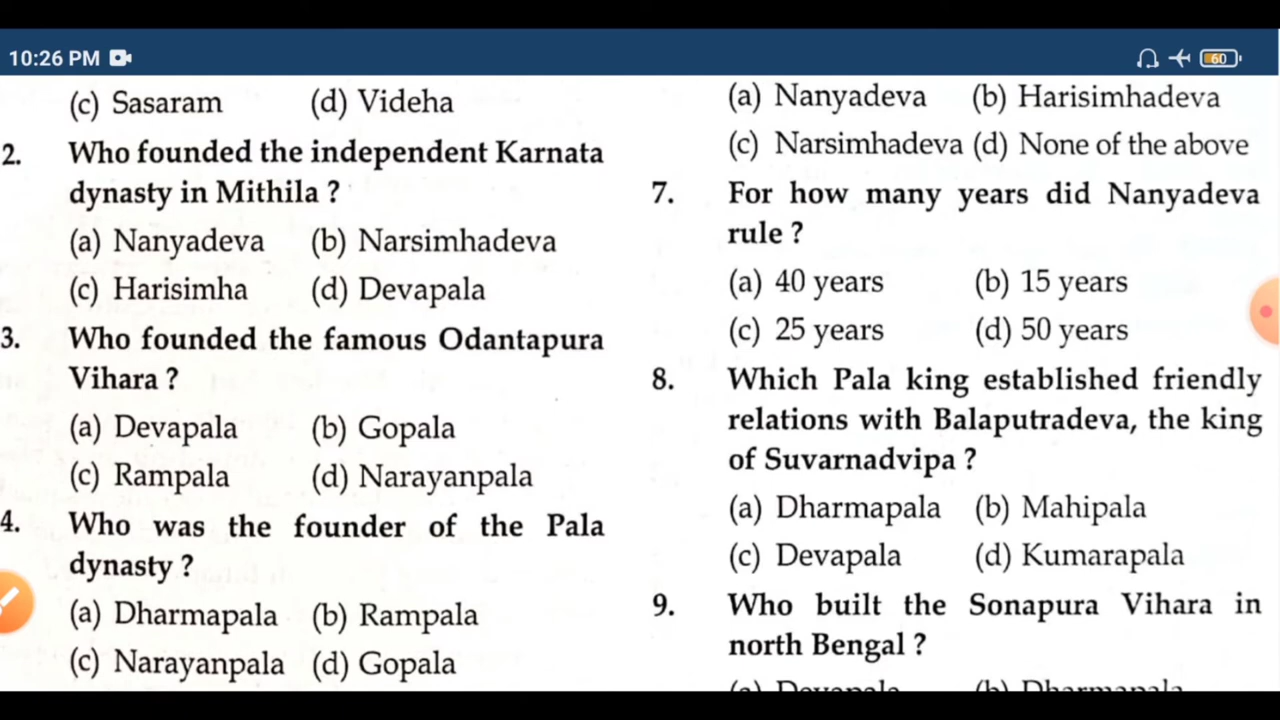 10:26 PM
60
(c) Sasaram (d) Videha
2. Who founded the independent Karnata
dynasty in Mithila ?
(a) Nanyadeva (b) Narsimhadeva
(c) Harisimha (d) Devapala
3. Who founded the famous Odantapura
Vihara ?
(a) Devapala (b) Gopala
(c) Rampala (d) Narayanpala
4. Who was the founder of the Pala
dynasty ?
(a) Dharmapala (b) Rampala
(c) Narayanpala (d) Gopala
(a) Nanyadeva (b) Harisimhadeva
(c) Narsimhadeva (d) None of the above
7. For how many years did Nanyadeva
rule ?
(a) 40 years (b) 15 years
(c) 25 years (d) 50 years
8. Which Pala king established friendly
relations with Balaputradeva, the king
of Suvarnadvipa ?
(a) Dharmapala (b) Mahipala
(c) Devapala (d) Kumarapala
9. Who built the Sonapura Vihara in
north Bengal ?
(a) Devapala (b) Dharmapala